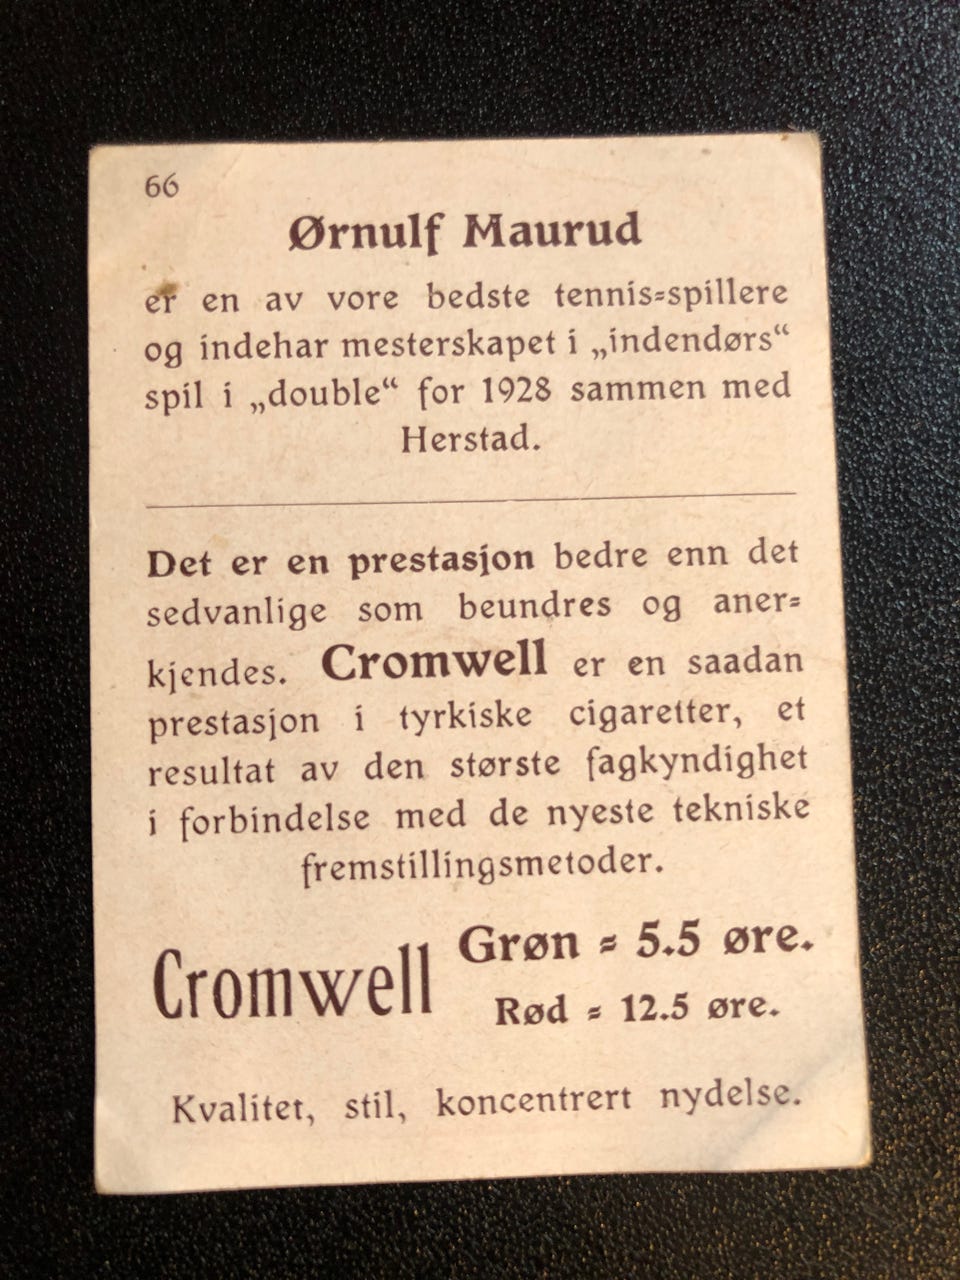 66
Ørnulf Maurud
er en av vore bedste tennis=spillere
og indehar mesterskapet i „indendørs“
spil i „double“ for 1928 sammen med
Herstad.
Det er en prestasjon bedre enn det
sedvanlige som beundres og aner=
kjendes. Cromwell er en saadan
prestasjon i tyrkiske cigaretter, et
resultat av den største fagkyndighet
i forbindelse med de nyeste tekniske
fremstillingsmetoder.
Cromwell Grøn = 5.5 øre.
Rød = 12.5 øre.
Kvalitet, stil, koncentrert nydelse.